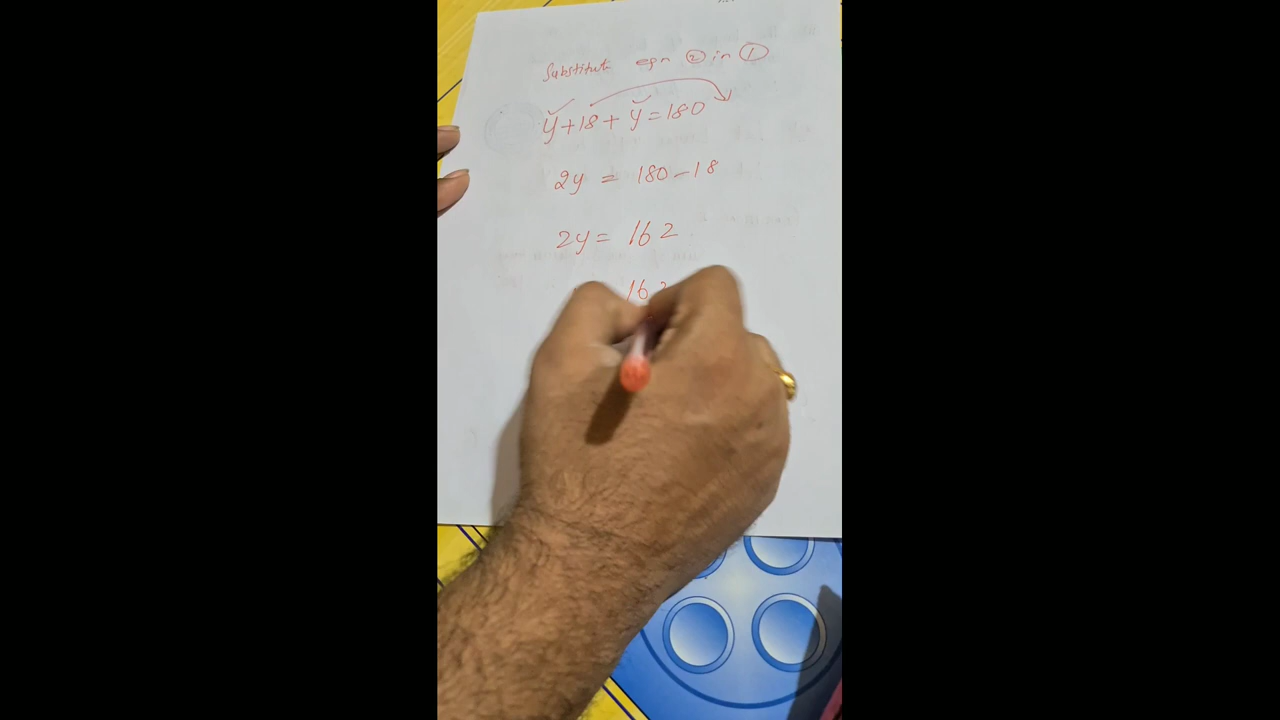 Substitute eqn ② in ①
y+18+y=180
2y = 180-18
2y = 162
162